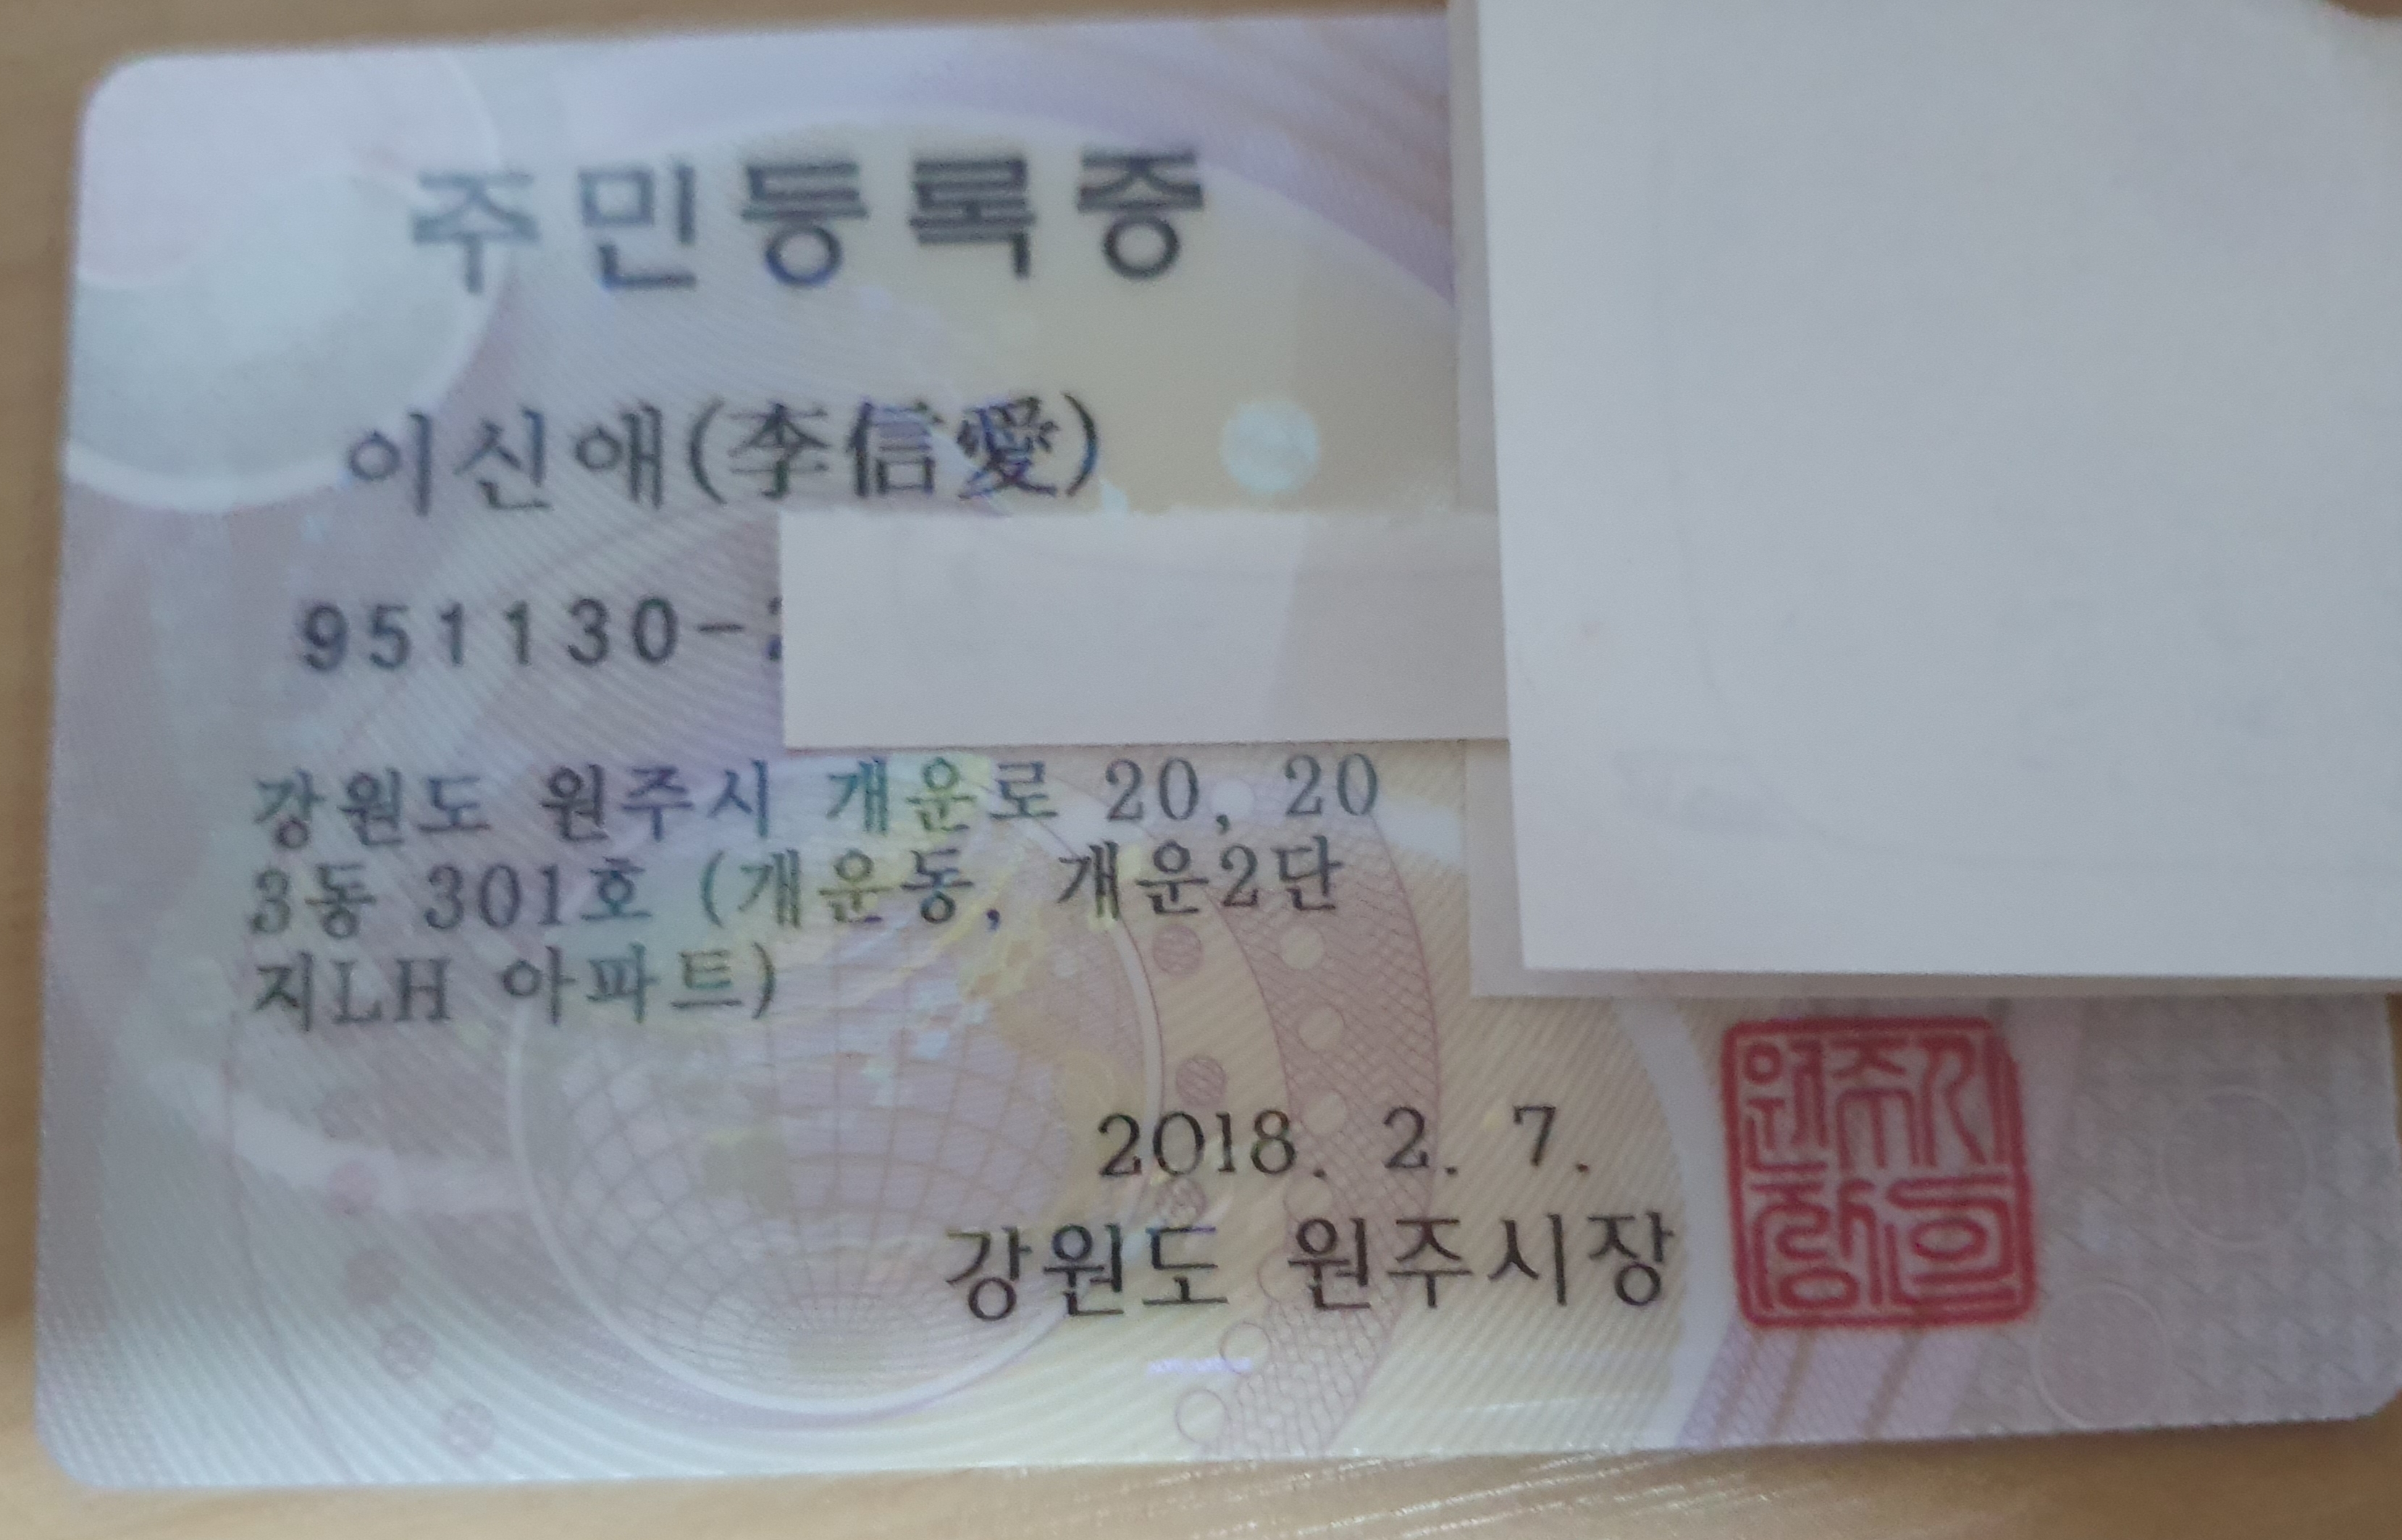 주민등록증
이신애(李信愛)
951130-
강원도 원주시 개운로 20, 20
3동 301호 (개운동, 개운2단
지LH 아파트)
2018. 2. 7.
강원도 원주시장